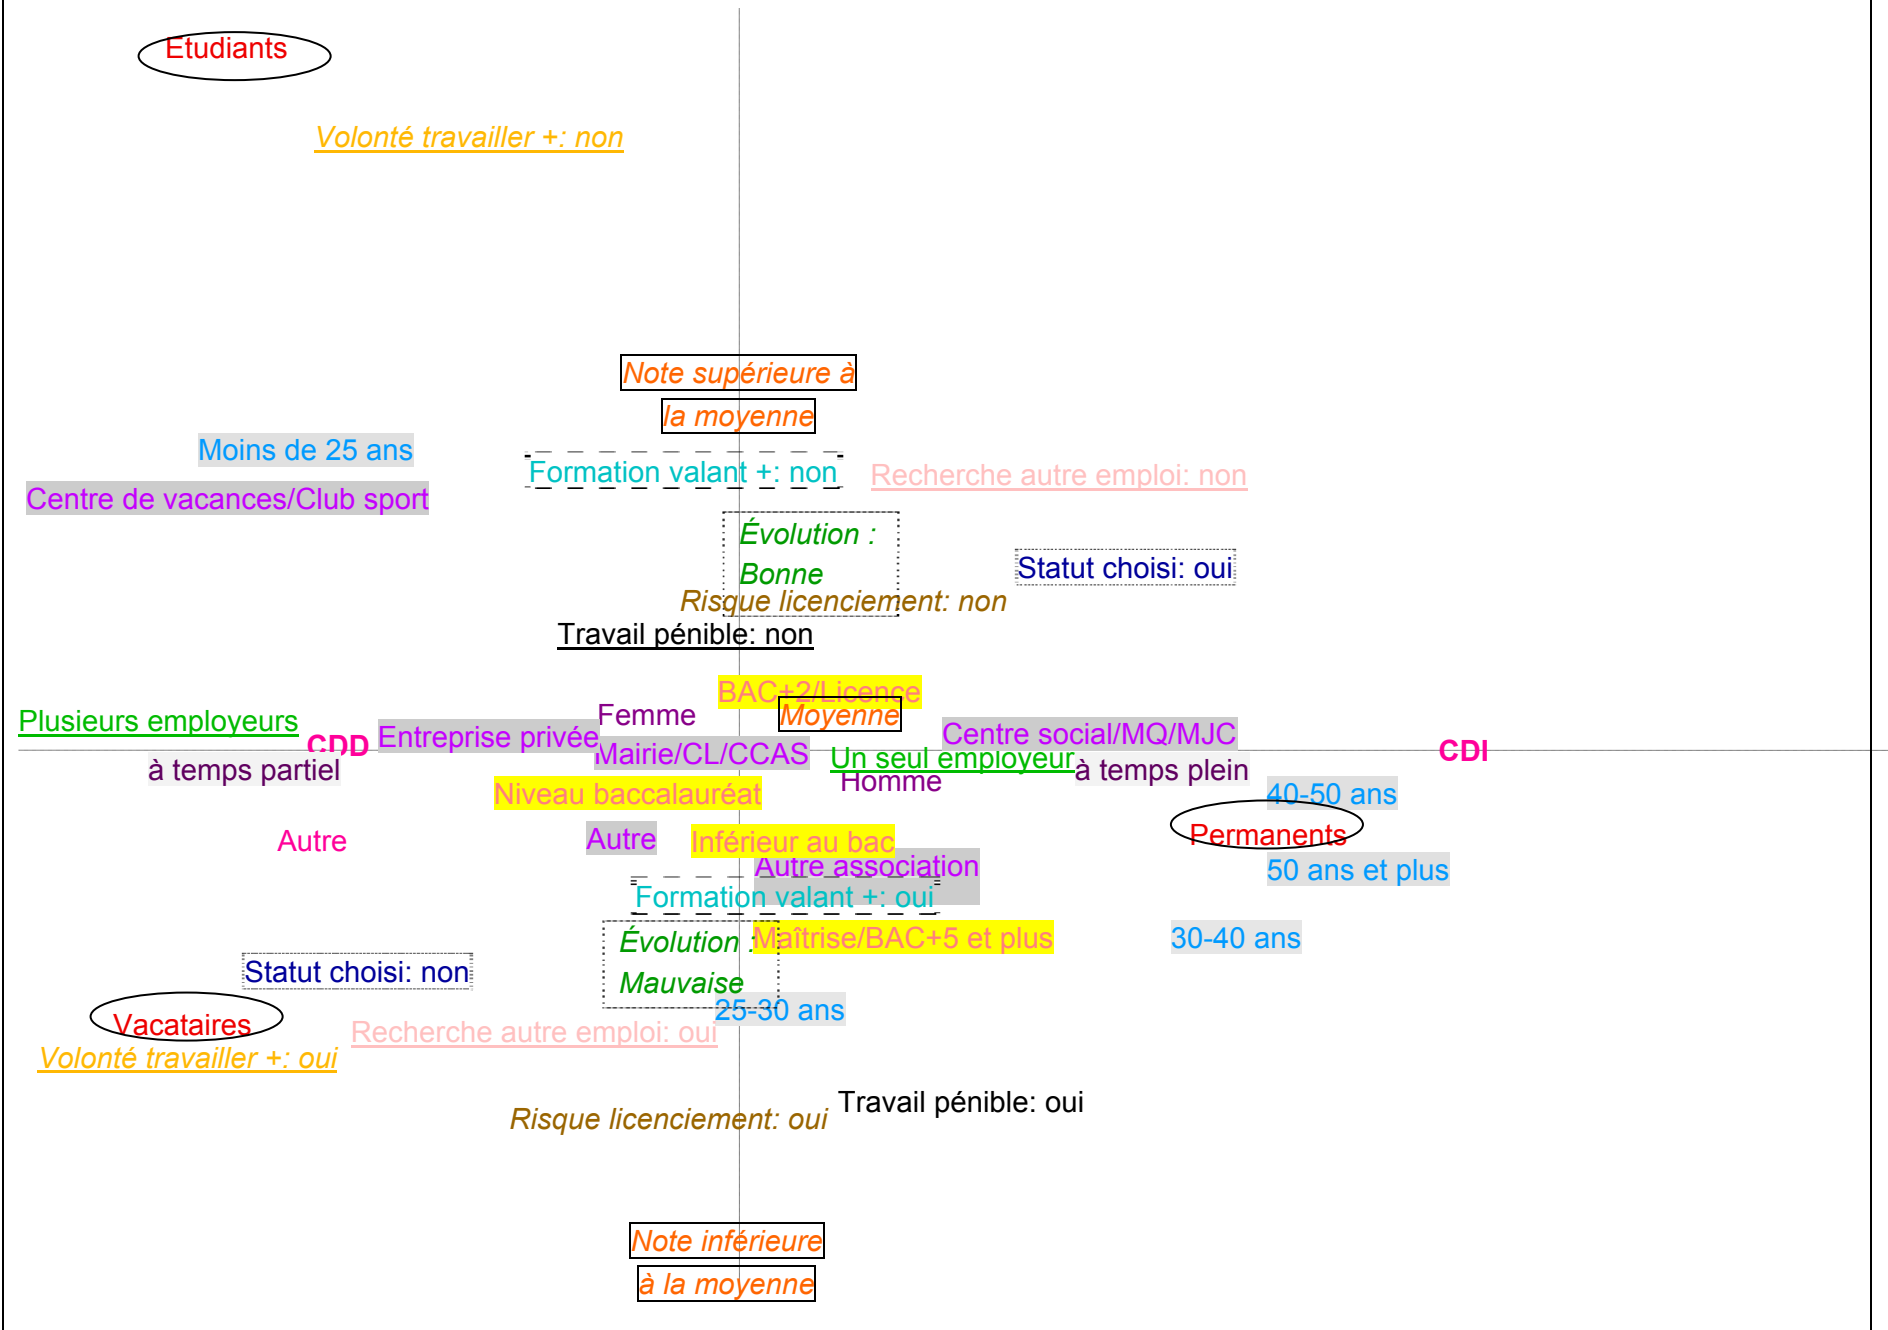 Etudiants
Volonté travailler +: non
Note supérieure à
la moyenne
Moins de 25 ans
Formation valant +: non
Recherche autre emploi: non
Centre de vacances/Club sport
Évolution :
Bonne
Statut choisi: oui
Risque licenciement: non
Travail pénible: non
BAC+2/Licence
Plusieurs employeurs
Femme
Moyenne
CDD
Entreprise privée
Centre social/MQ/MJC
Mairie/CL/CCAS
Un seul employeur
CDI
à temps partiel
à temps plein
Homme
Niveau baccalauréat
40-50 ans
Autre
Autre
Inférieur au bac
Permanents
Autre association
50 ans et plus
Formation valant +: oui
Évolution :
Mauvaise
Maîtrise/BAC+5 et plus
30-40 ans
Statut choisi: non
25-30 ans
Vacataires
Recherche autre emploi: oui
Volonté travailler +: oui
Risque licenciement: oui
Travail pénible: oui
Note inférieure
à la moyenne